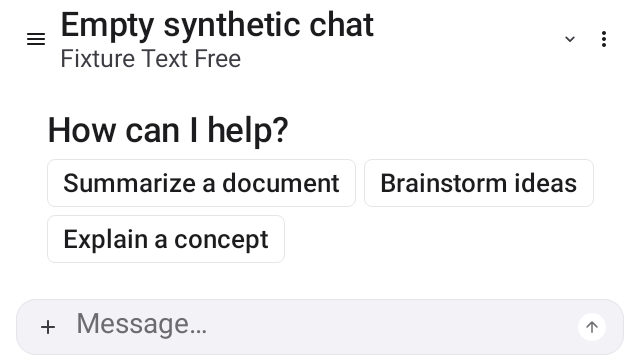 Empty synthetic chat
Fixture Text Free
How can I help?
Summarize a document
Brainstorm ideas
Explain a concept
Message…